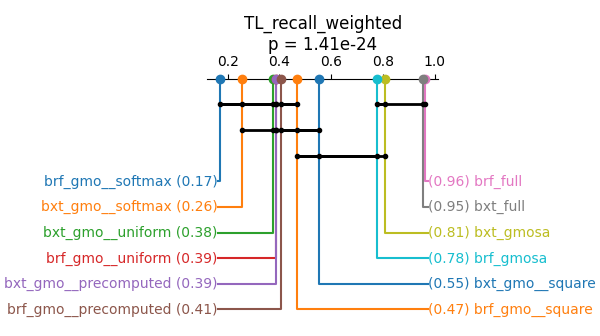 TL_recall_weighted
p = 1.41e-24
0.2 0.4 0.6 0.8 1.0
brf_gmo__softmax (0.17) (0.96) brf_full
bxt_gmo__softmax (0.26) (0.95) bxt_full
bxt_gmo__uniform (0.38) (0.81) bxt_gmosa
brf_gmo__uniform (0.39) (0.78) brf_gmosa
bxt_gmo__precomputed (0.39) (0.55) bxt_gmo__square
brf_gmo__precomputed (0.41) (0.47) brf_gmo__square